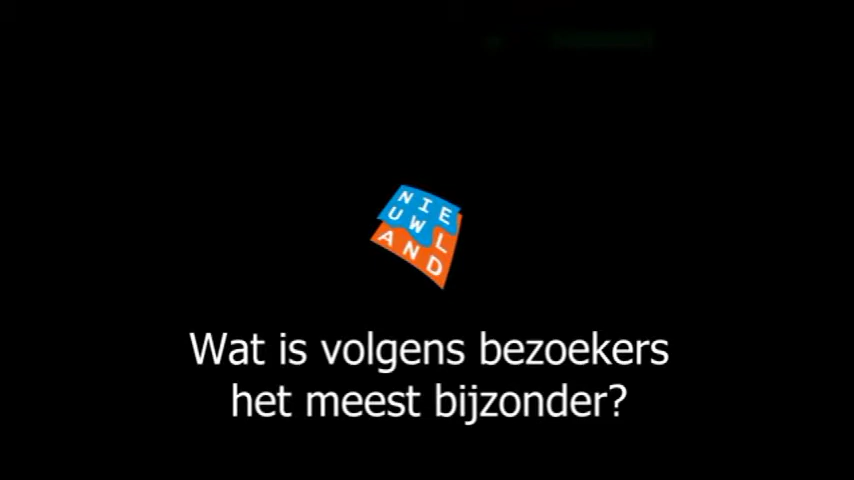 NIE
UWL
AND
Wat is volgens bezoekers
het meest bijzonder?